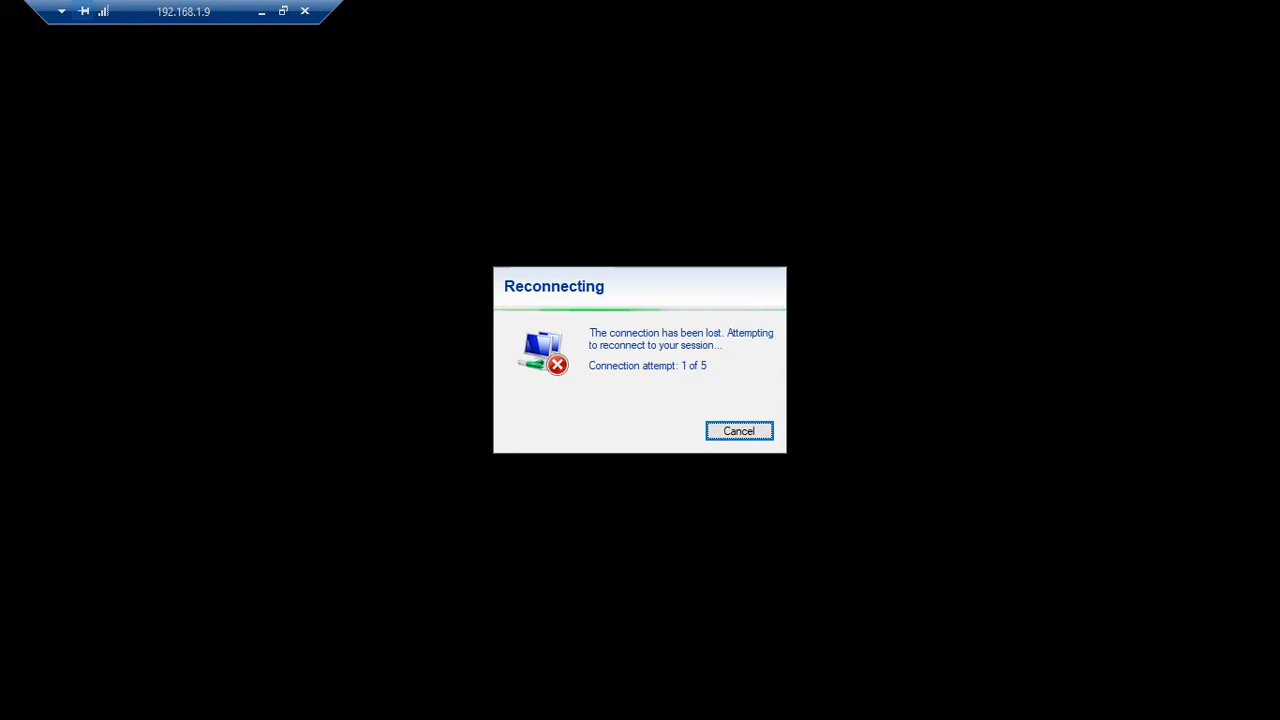 192.168.1.9
Reconnecting
The connection has been lost. Attempting
to reconnect to your session...
Connection attempt: 1 of 5
Cancel